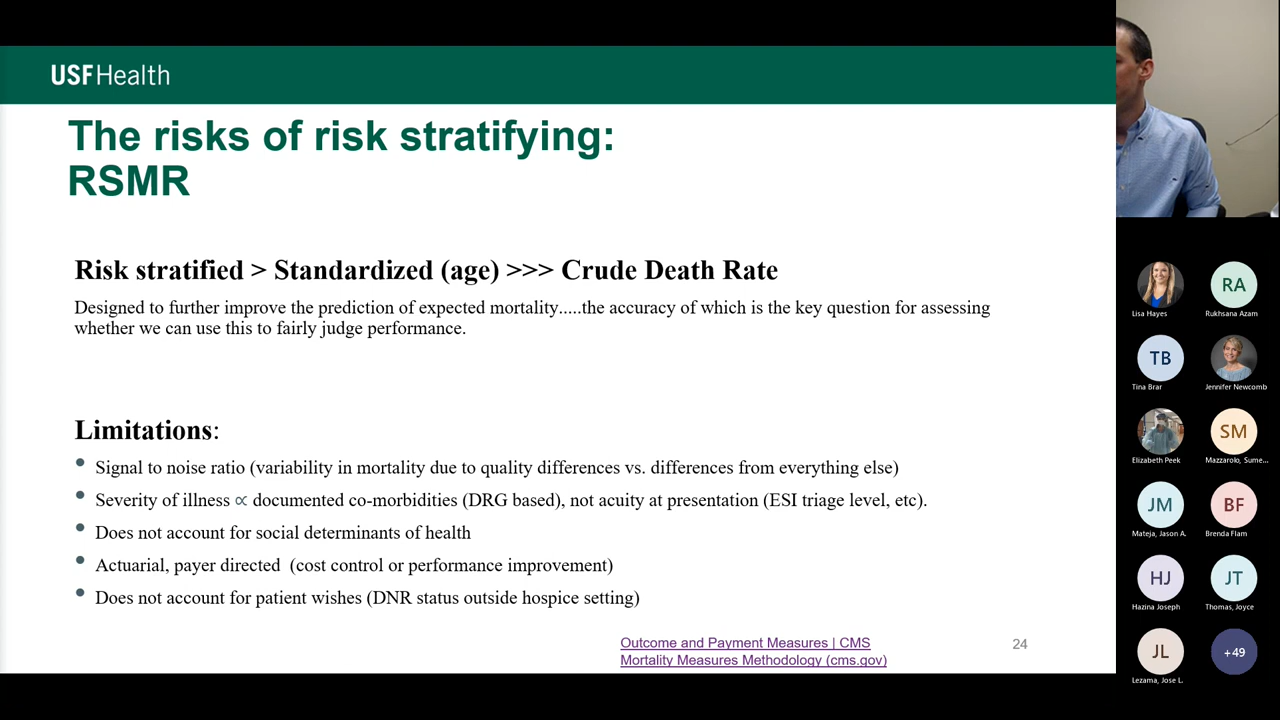 USF Health
The risks of risk stratifying:
RSMR
Risk stratified > Standardized (age) >>> Crude Death Rate
Designed to further improve the prediction of expected mortality.....the accuracy of which is the key question for assessing
whether we can use this to fairly judge performance.
Limitations:
• Signal to noise ratio (variability in mortality due to quality differences vs. differences from everything else)
• Severity of illness ∝ documented co-morbidities (DRG based), not acuity at presentation (ESI triage level, etc).
• Does not account for social determinants of health
• Actuarial, payer directed  (cost control or performance improvement)
• Does not account for patient wishes (DNR status outside hospice setting)
Outcome and Payment Measures | CMS
Mortality Measures Methodology (cms.gov)
24
Lisa Hayes
RA
Rukhsana Azam
TB
Tina Brar
Jennifer Newcomb
Elizabeth Peek
SM
Mazzarolo, Sume...
JM
Mateja, Jason A.
BF
Brenda Flam
HJ
Hazina Joseph
JT
Thomas, Joyce
JL
Lezama, Jose L.
+49